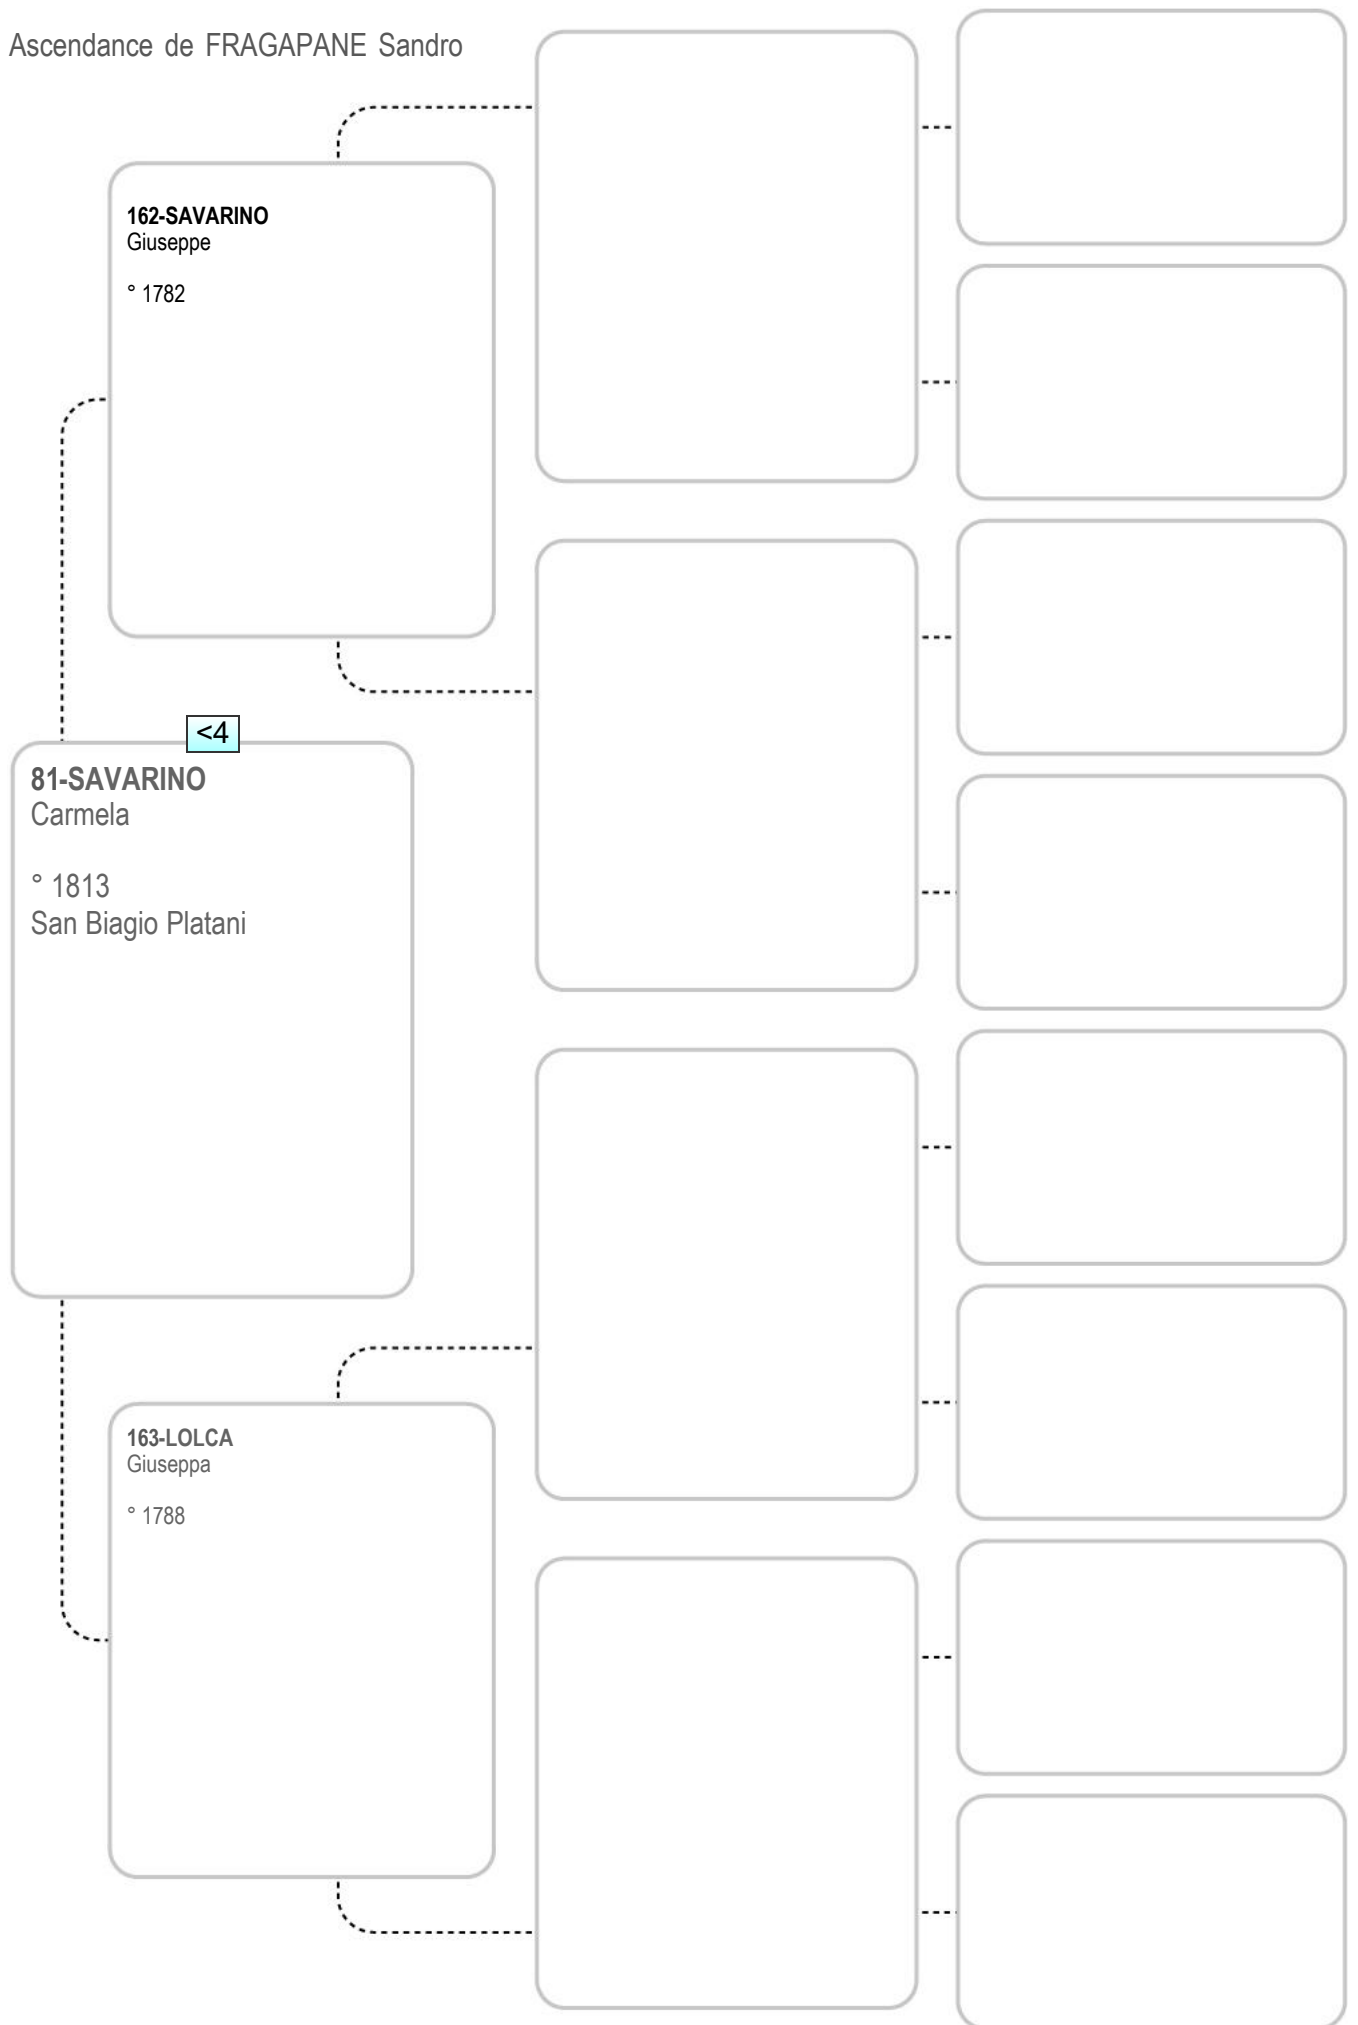 Ascendance de FRAGAPANE Sandro
162-SAVARINO
Giuseppe
° 1782
<4
81-SAVARINO
Carmela
° 1813
San Biagio Platani
163-LOLCA
Giuseppa
° 1788